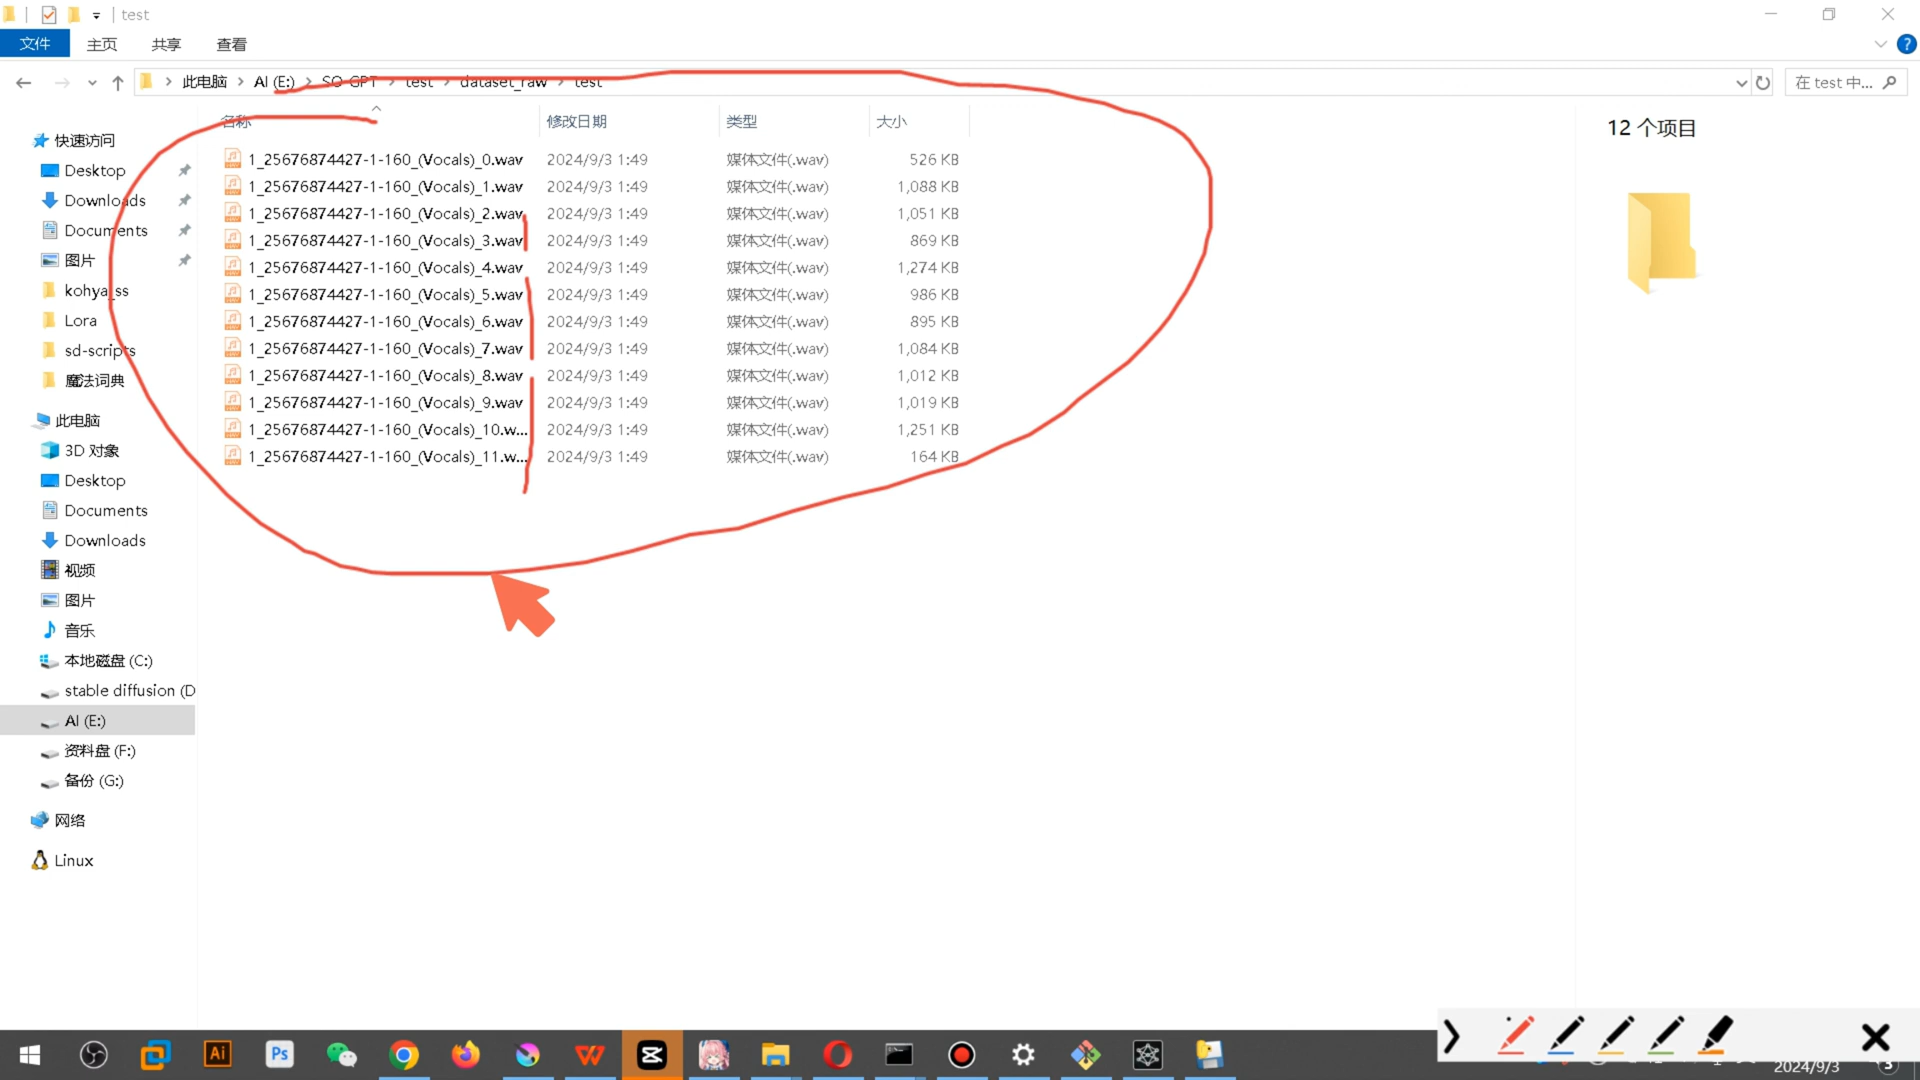 test
文件 主页 共享 查看
此电脑 AI (E:) SO-GPT test dataset_raw test
在 test 中...
名称 修改日期 类型 大小
1_25676874427-1-160_(Vocals)_0.wav 2024/9/3 1:49 媒体文件(.wav) 526 KB
1_25676874427-1-160_(Vocals)_1.wav 2024/9/3 1:49 媒体文件(.wav) 1,088 KB
1_25676874427-1-160_(Vocals)_2.wav 2024/9/3 1:49 媒体文件(.wav) 1,051 KB
1_25676874427-1-160_(Vocals)_3.wav 2024/9/3 1:49 媒体文件(.wav) 869 KB
1_25676874427-1-160_(Vocals)_4.wav 2024/9/3 1:49 媒体文件(.wav) 1,274 KB
1_25676874427-1-160_(Vocals)_5.wav 2024/9/3 1:49 媒体文件(.wav) 986 KB
1_25676874427-1-160_(Vocals)_6.wav 2024/9/3 1:49 媒体文件(.wav) 895 KB
1_25676874427-1-160_(Vocals)_7.wav 2024/9/3 1:49 媒体文件(.wav) 1,084 KB
1_25676874427-1-160_(Vocals)_8.wav 2024/9/3 1:49 媒体文件(.wav) 1,012 KB
1_25676874427-1-160_(Vocals)_9.wav 2024/9/3 1:49 媒体文件(.wav) 1,019 KB
1_25676874427-1-160_(Vocals)_10.w... 2024/9/3 1:49 媒体文件(.wav) 1,251 KB
1_25676874427-1-160_(Vocals)_11.w... 2024/9/3 1:49 媒体文件(.wav) 164 KB
12 个项目
快速访问
Desktop
Downloads
Documents
图片
kohya_ss
Lora
sd-scripts
魔法词典
此电脑
3D 对象
Desktop
Documents
Downloads
视频
图片
音乐
本地磁盘 (C:)
stable diffusion (D
AI (E:)
资料盘 (F:)
备份 (G:)
网络
Linux
Ai
Ps
2024/9/3